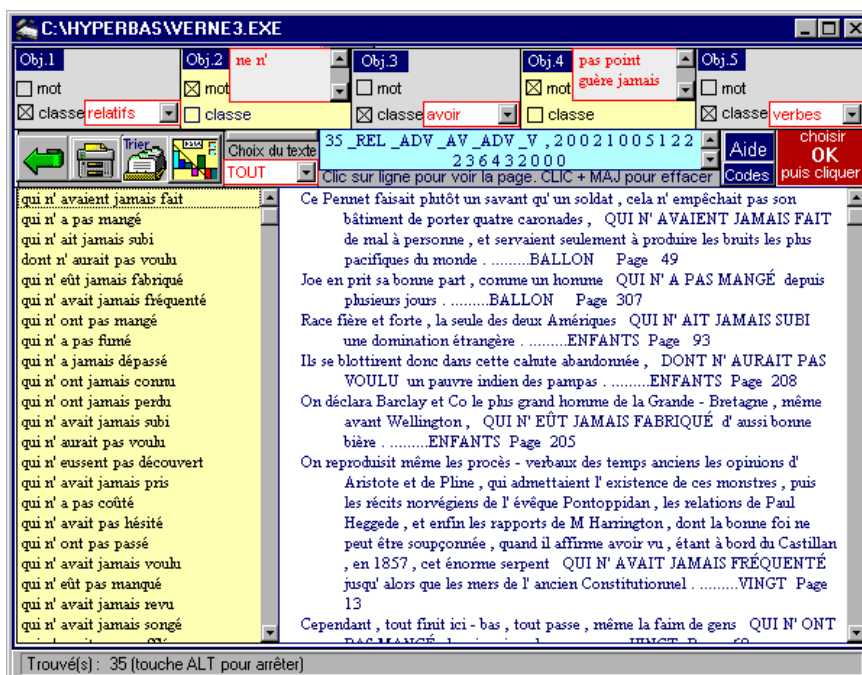 C:\HYPERBAS\VERNE3.EXE
Obj.1
Obj.2 ne n'
Obj.3
Obj.4 pas point
guère jamais
Obj.5
mot
mot
mot
mot
mot
classe relatifs
classe
classe avoir
classe
classe verbes
Trier
Choix du texte
TOUT
35 _REL _ADV _AV _ADV _V , 2 0 0 2 1 0 0 5 1 2 2
2 3 6 4 3 2 0 0 0
Clic sur ligne pour voir la page. CLIC + MAJ pour effacer
Aide
Codes
choisir
OK
puis cliquer
qui n' avaient jamais fait
qui n' a pas mangé
qui n' ait jamais subi
dont n' aurait pas voulu
qui n' eût jamais fabriqué
qui n' avait jamais fréquenté
qui n' ont pas mangé
qui n' a pas fumé
qui n' a jamais dépassé
qui n' ont jamais connu
qui n' ont jamais perdu
qui n' avait jamais subi
qui n' aurait pas voulu
qui n' eussent pas découvert
qui n' avait jamais pris
qui n' a pas coûté
qui n' avait pas hésité
qui n' ont pas passé
qui n' avait jamais voulu
qui n' eût pas manqué
qui n' avait jamais revu
qui n' avait jamais songé
Ce Pennet faisait plutôt un savant qu' un soldat , cela n' empêchait pas son
bâtiment de porter quatre caronades , QUI N' AVAIENT JAMAIS FAIT
de mal à personne , et servaient seulement à produire les bruits les plus
pacifiques du monde . .........BALLON Page 49
Joe en prit sa bonne part , comme un homme QUI N' A PAS MANGÉ depuis
plusieurs jours . .........BALLON Page 307
Race fière et forte , la seule des deux Amériques QUI N' AIT JAMAIS SUBI
une domination étrangère . .........ENFANTS Page 93
Ils se blottirent donc dans cette cahute abandonnée , DONT N' AURAIT PAS
VOULU un pauvre indien des pampas . .........ENFANTS Page 208
On déclara Barclay et Co le plus grand homme de la Grande - Bretagne , même
avant Wellington , QUI N' EÛT JAMAIS FABRIQUÉ d' aussi bonne
bière . .........ENFANTS Page 205
On reproduisit même les procès - verbaux des temps anciens les opinions d'
Aristote et de Pline , qui admettaient l' existence de ces monstres , puis
les récits norvégiens de l' évêque Pontoppidan , les relations de Paul
Heggede , et enfin les rapports de M Harrington , dont la bonne foi ne
peut être soupçonnée , quand il affirme avoir vu , étant à bord du Castillan
, en 1857 , cet énorme serpent QUI N' AVAIT JAMAIS FRÉQUENTÉ
jusqu' alors que les mers de l' ancien Constitutionnel . .........VINGT Page
13
Cependant , tout finit ici - bas , tout passe , même la faim de gens QUI N' ONT
PAS MANGÉ
Trouvé(s) : 35 (touche ALT pour arrêter)